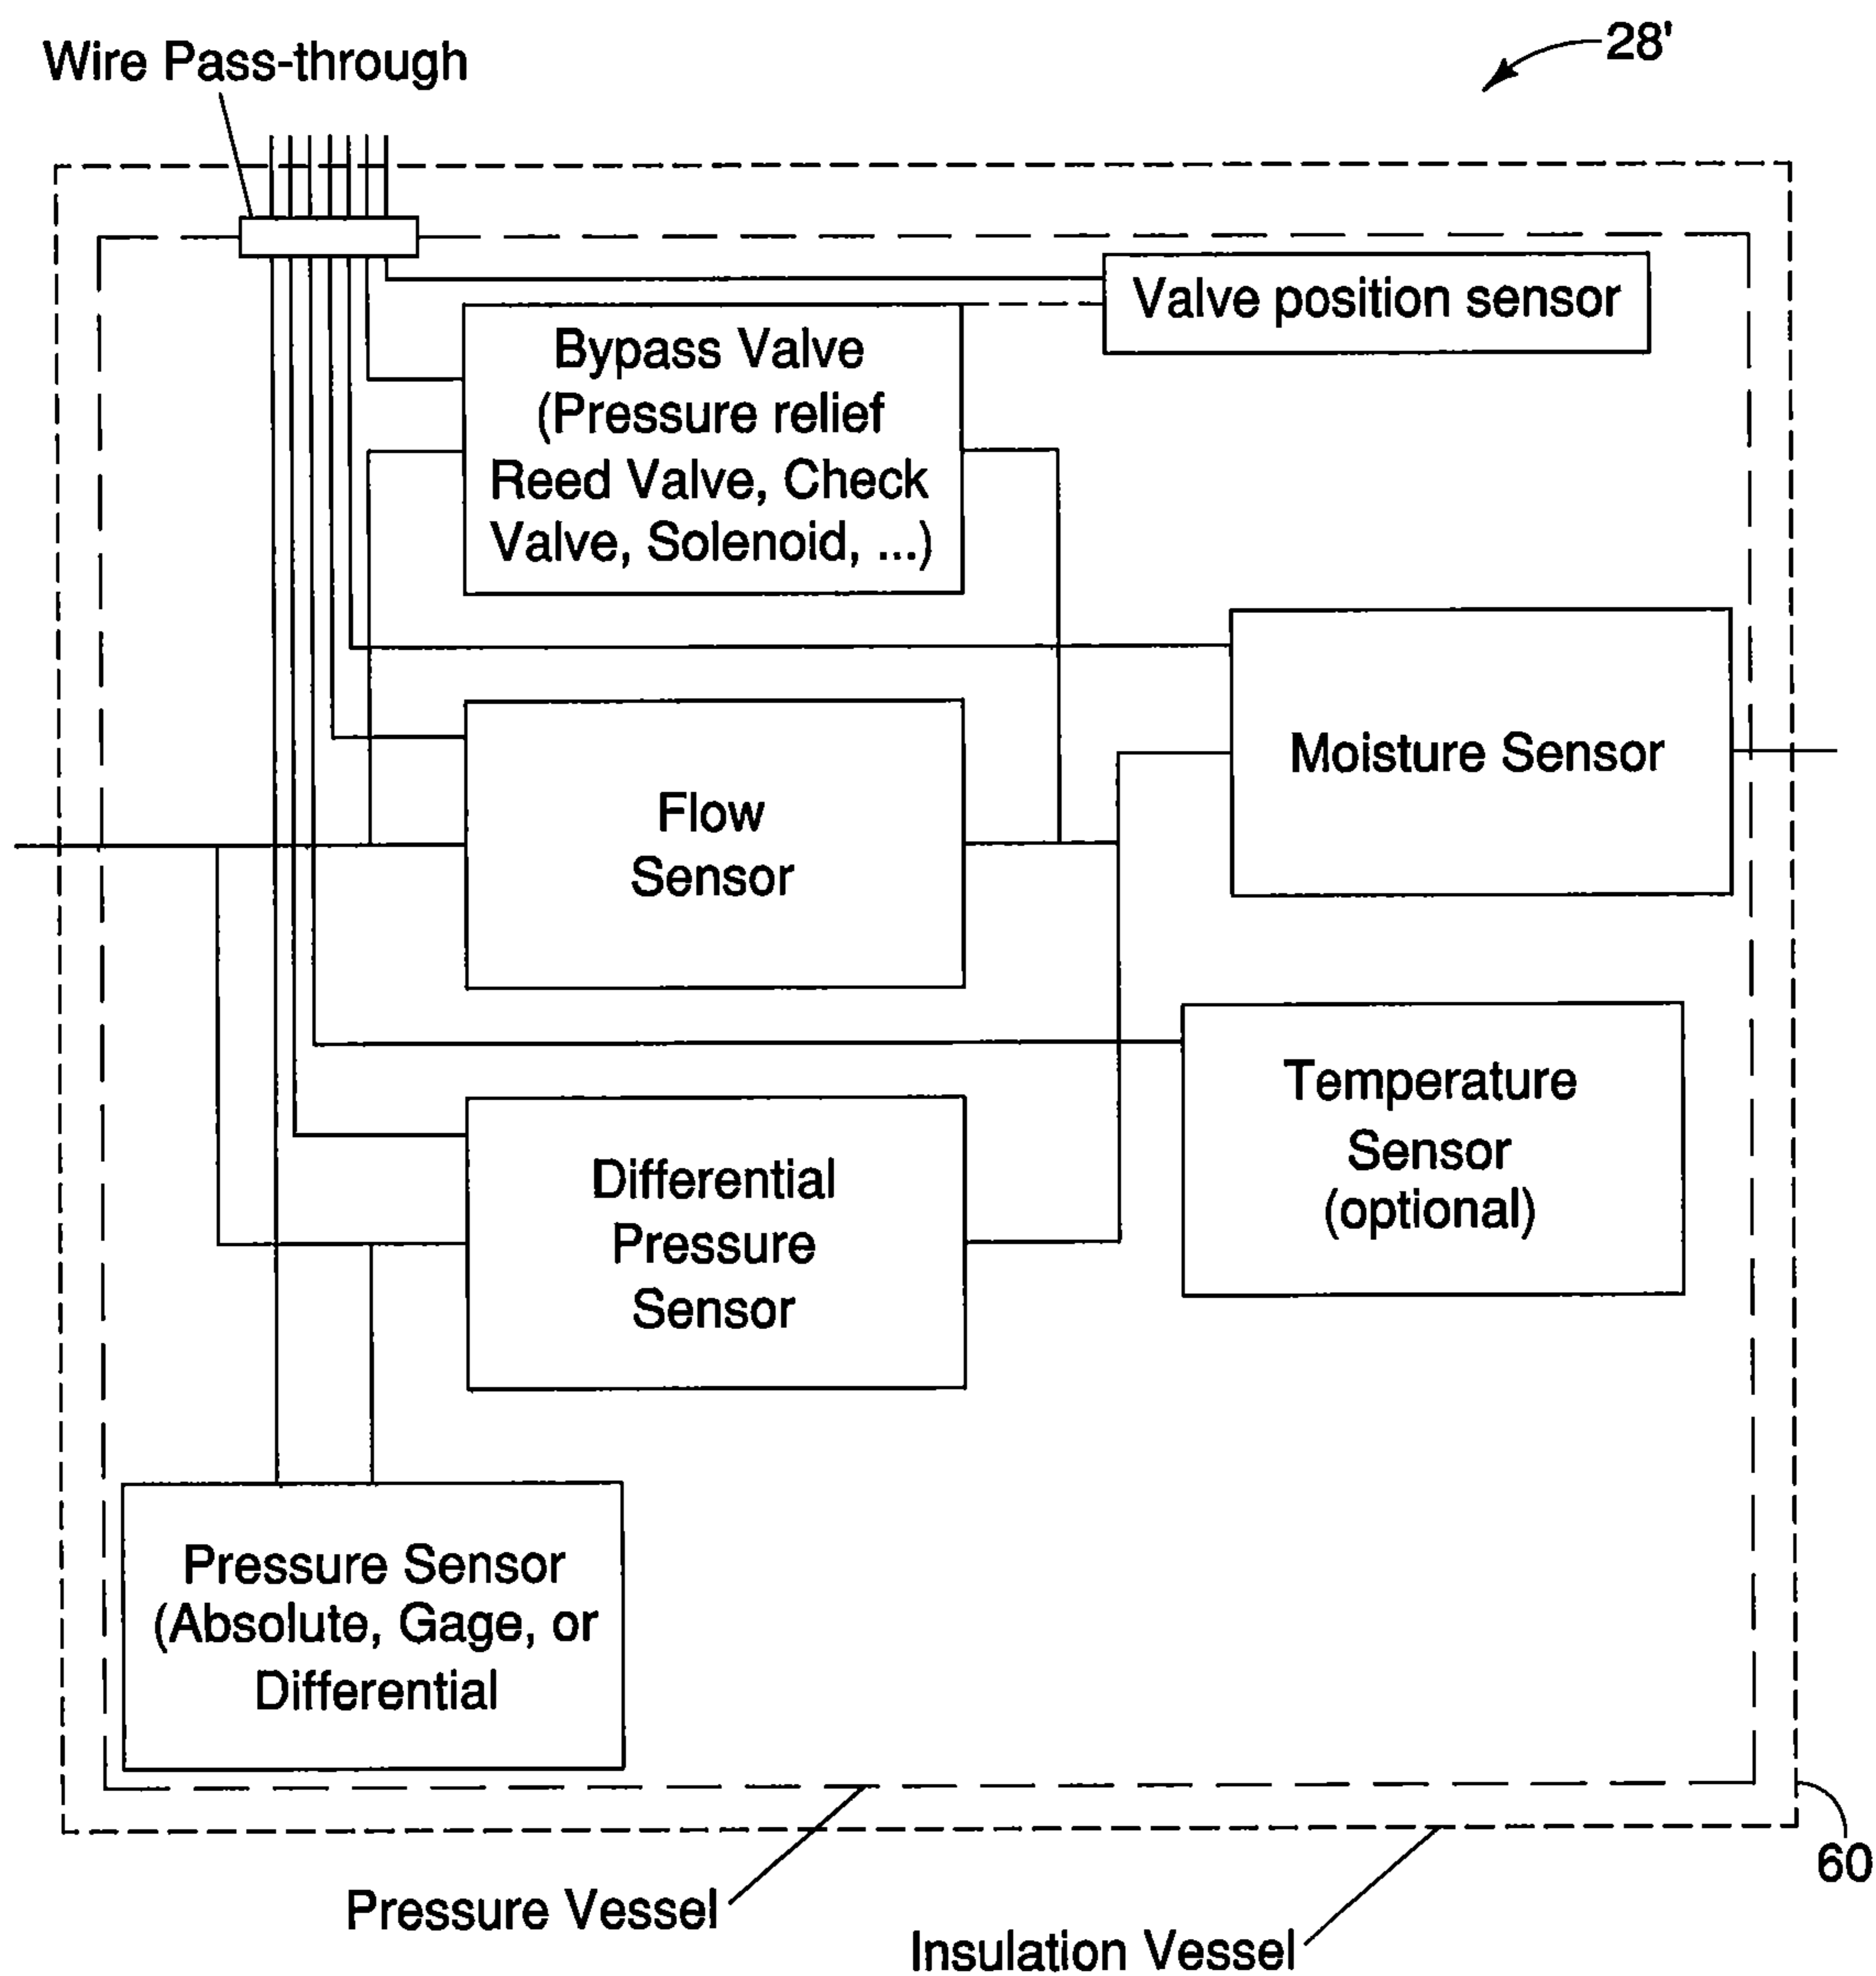 28'
Wire Pass-through
Valve position sensor
Bypass Valve
(Pressure relief
Reed Valve, Check
Valve, Solenoid, ...)
Moisture Sensor
Flow
Sensor
Temperature
Sensor
(optional)
Differential
Pressure
Sensor
Pressure Sensor
(Absolute, Gage, or
Differential
60
Pressure Vessel
Insulation Vessel